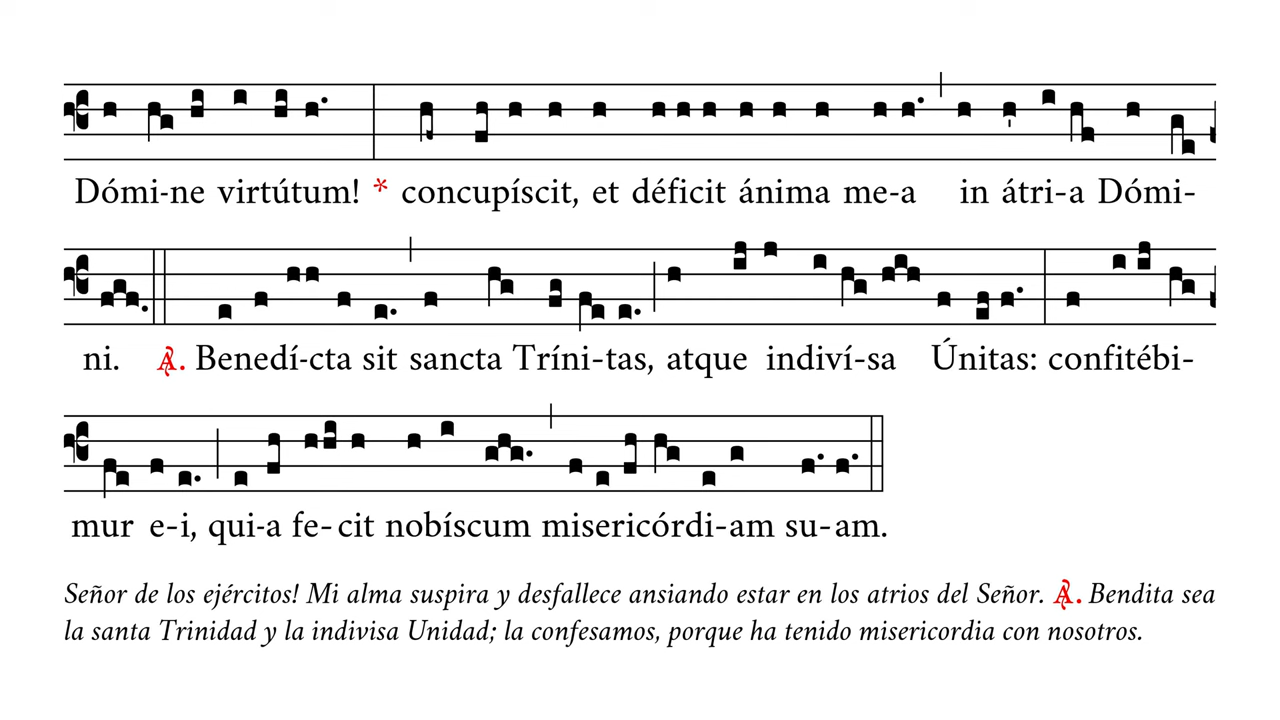 Dómi-ne virtútum! * concupíscit, et déficit ánima me-a in átri-a Dómi-
ni. ℟. Benedí-cta sit sancta Tríni-tas, atque indiví-sa Únitas: confitébi-
mur e-i, qui-a fe-cit nobíscum misericórdi-am su-am.
Señor de los ejércitos! Mi alma suspira y desfallece ansiando estar en los atrios del Señor. ℟. Bendita sea
la santa Trinidad y la indivisa Unidad; la confesamos, porque ha tenido misericordia con nosotros.